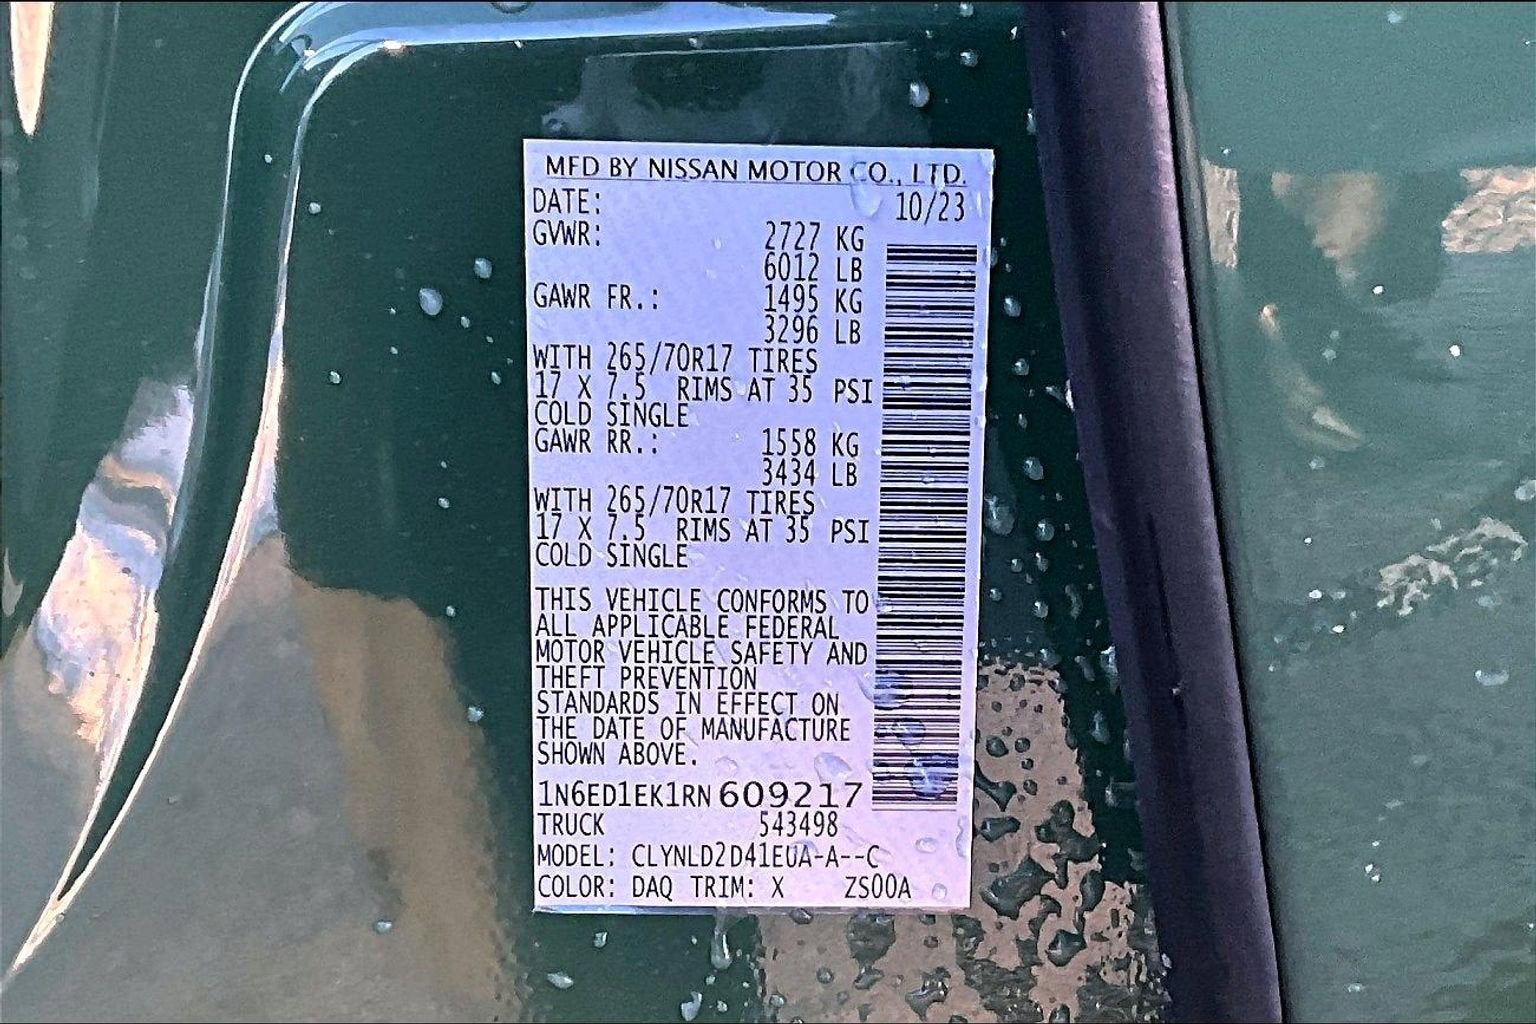 MFD BY NISSAN MOTOR CO., LTD.
DATE: 10/23
GVWR: 2727 KG
6012 LB
GAWR FR.: 1495 KG
3296 LB
WITH 265/70R17 TIRES
17 X 7.5 RIMS AT 35 PSI
COLD SINGLE
GAWR RR.: 1558 KG
3434 LB
WITH 265/70R17 TIRES
17 X 7.5 RIMS AT 35 PSI
COLD SINGLE
THIS VEHICLE CONFORMS TO
ALL APPLICABLE FEDERAL
MOTOR VEHICLE SAFETY AND
THEFT PREVENTION
STANDARDS IN EFFECT ON
THE DATE OF MANUFACTURE
SHOWN ABOVE.
1N6ED1EK1RN609217
TRUCK 543498
MODEL: CLYNLD2D41EUA-A--C
COLOR: DAQ TRIM: X ZS00A